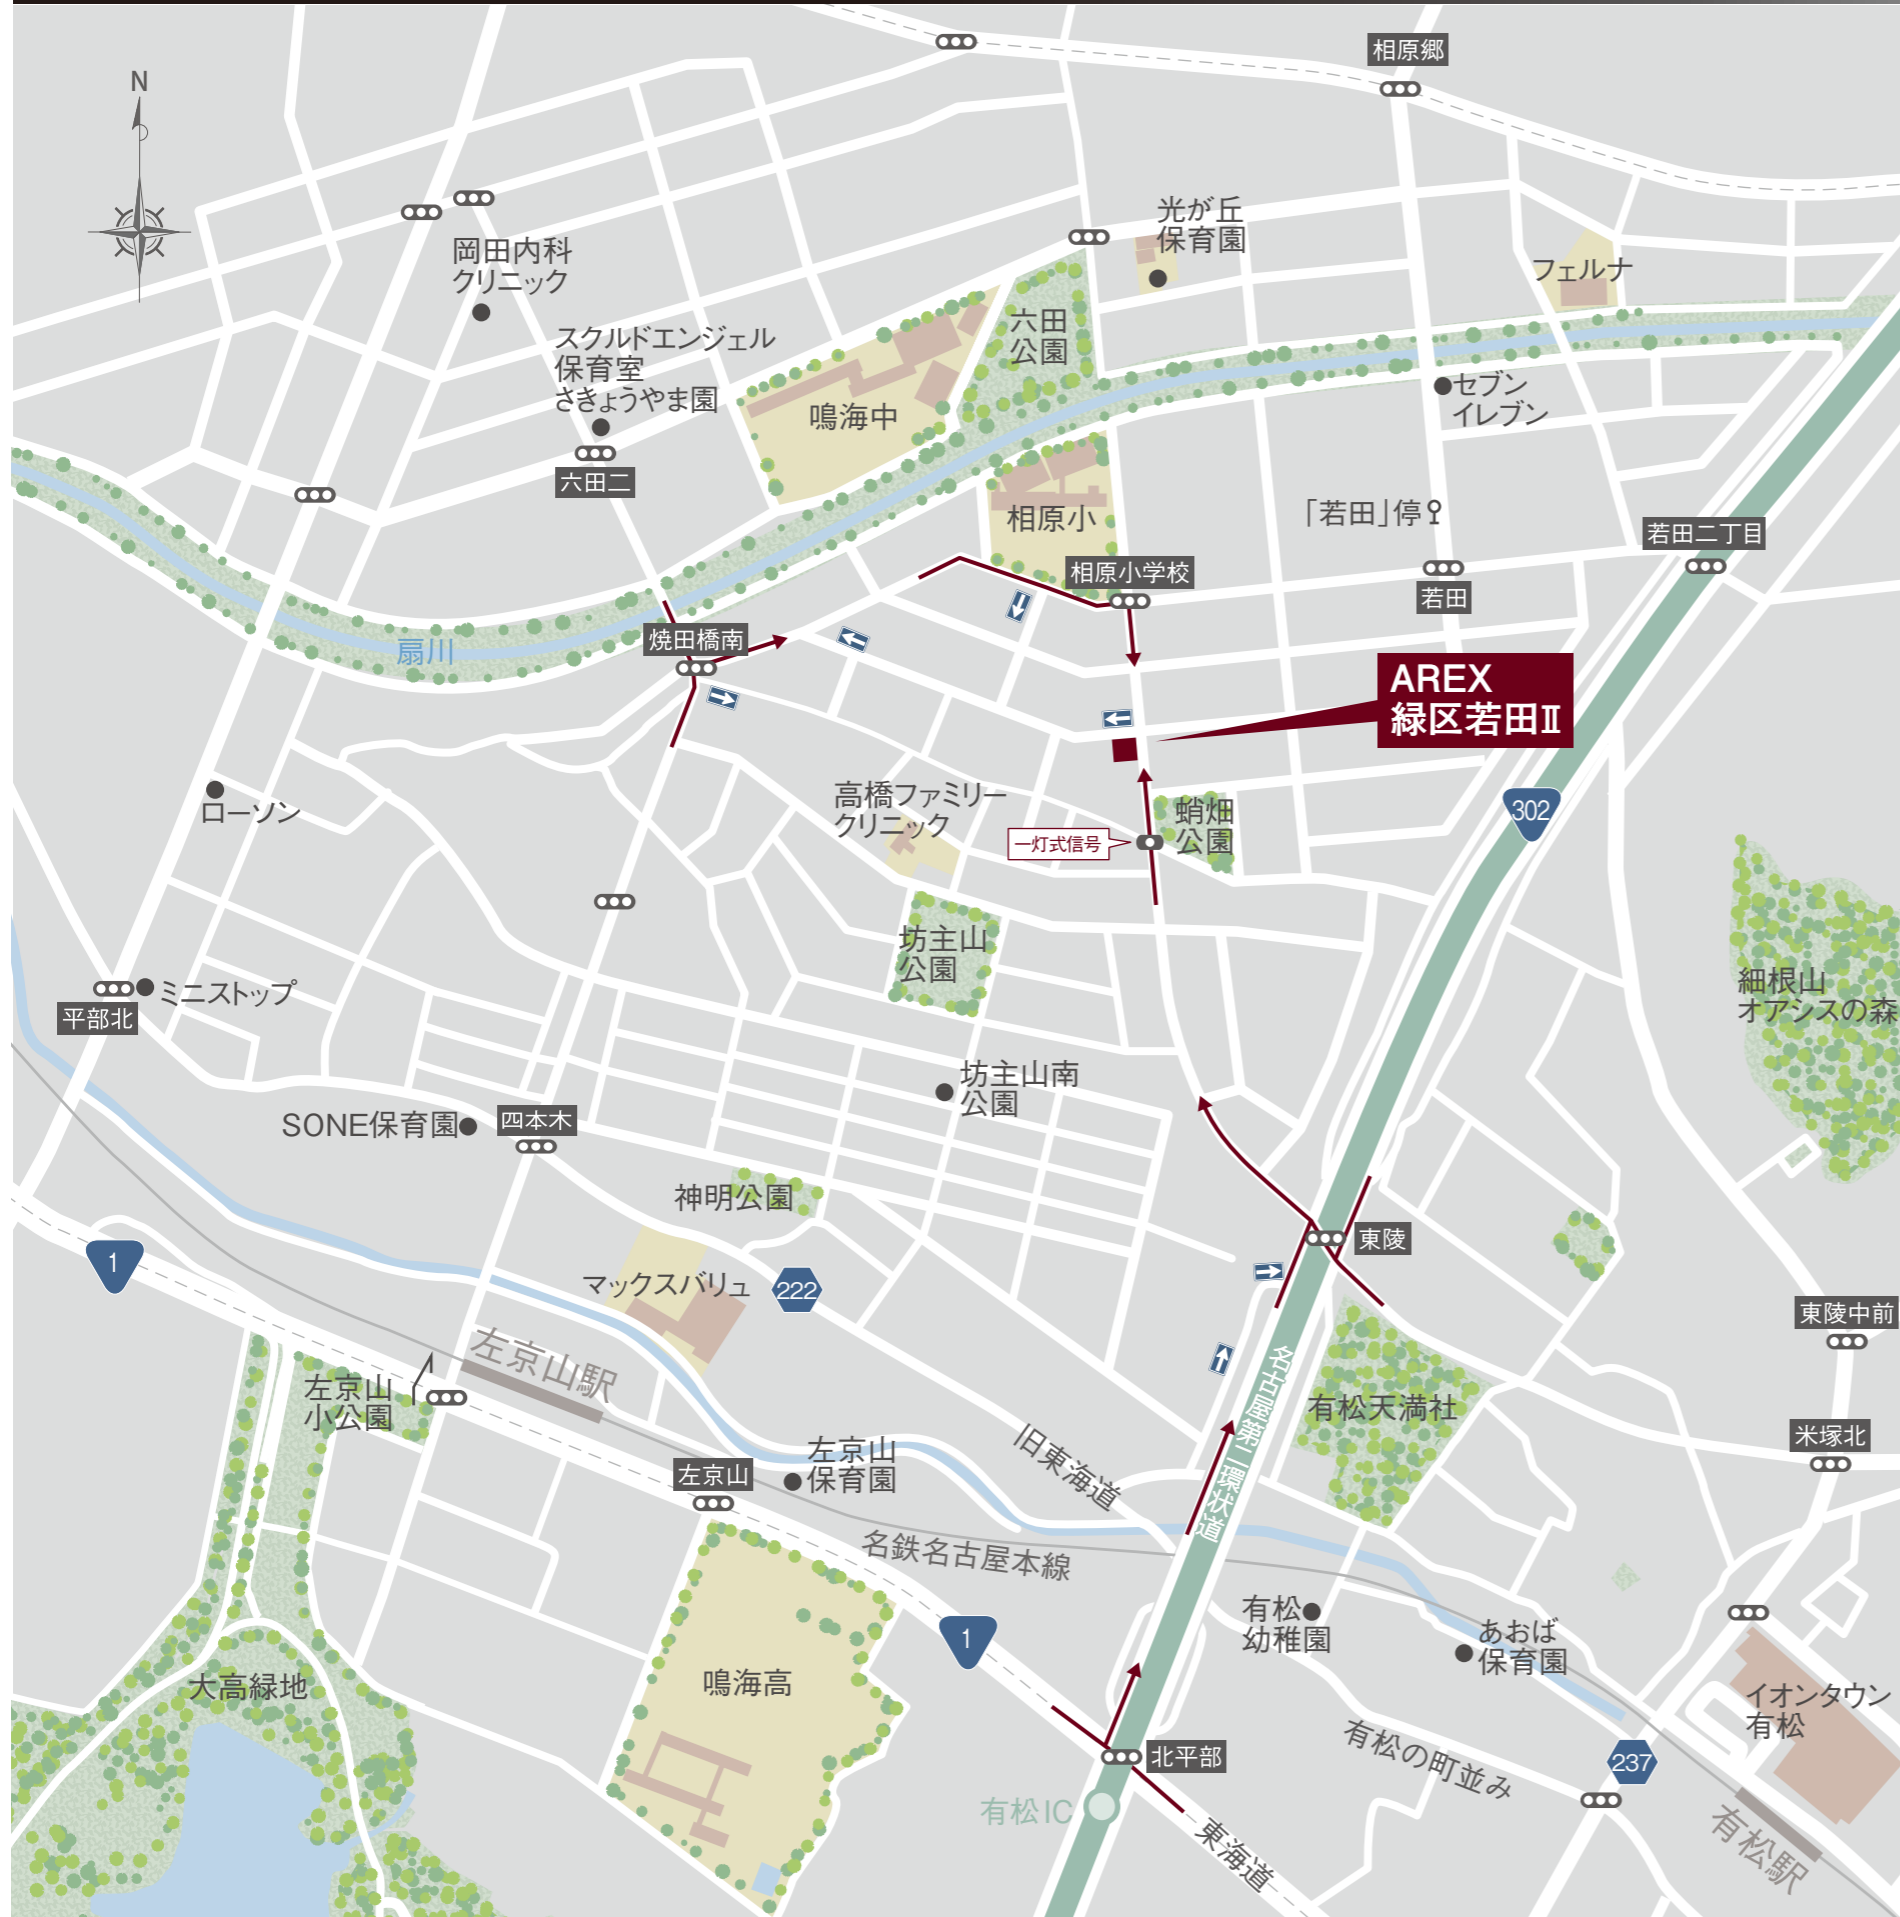 相原郷
N
光が丘
保育園
岡田内科
クリニック
フェルナ
スクルドエンジェル
保育室
さきょうやま園
六田
公園
セブン
イレブン
鳴海中
六田二
相原小
「若田」停
若田二丁目
相原小学校
若田
扇川
焼田橋南
AREX
緑区若田Ⅱ
ローソン
高橋ファミリー
クリニック
蛸畑
公園
302
一灯式信号
坊主山
公園
細根山
オアシスの森
ミニストップ
平部北
坊主山南
公園
SONE保育園
四本木
神明公園
東陵
1
マックスバリュ
222
東陵中前
左京山駅
左京山
小公園
名古屋第二環状道
有松天満社
米塚北
左京山
保育園
左京山
旧東海道
名鉄名古屋本線
有松
幼稚園
1
あおば
保育園
大高緑地
鳴海高
イオンタウン
有松
北平部
有松の町並み
237
有松IC
東海道
有松駅